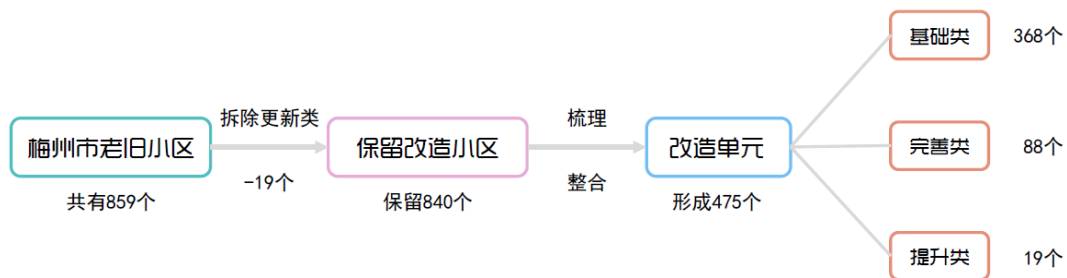 基础类 368个
拆除更新类
梳理
梅州市老旧小区
保留改造小区
改造单元
完善类 88个
-19个
整合
共有859个
保留840个
形成475个
提升类 19个